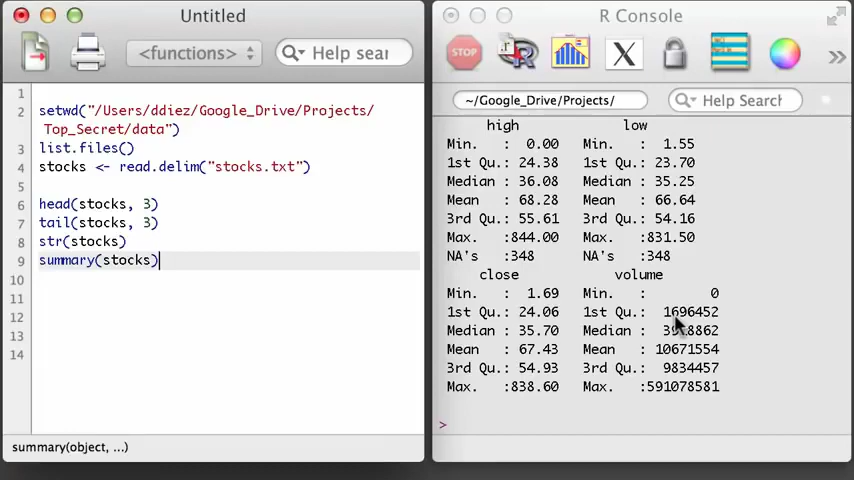 Untitled
R Console
<functions>
Help sear
STOP
R
X
~/Google_Drive/Projects/
Help Search
1
2 setwd("/Users/ddiez/Google_Drive/Projects/
Top_Secret/data")
3 list.files()
4 stocks <- read.delim("stocks.txt")
5
6 head(stocks, 3)
7 tail(stocks, 3)
8 str(stocks)
9 summary(stocks)
10
11
12
13
14
summary(object, ...)
high low
Min. : 0.00 Min. : 1.55
1st Qu.: 24.38 1st Qu.: 23.70
Median : 36.08 Median : 35.25
Mean : 68.28 Mean : 66.64
3rd Qu.: 55.61 3rd Qu.: 54.16
Max. :844.00 Max. :831.50
NA's :348 NA's :348
close volume
Min. : 1.69 Min. : 0
1st Qu.: 24.06 1st Qu.: 1696452
Median : 35.70 Median :
Mean : 67.43 Mean : 10671554
3rd Qu.: 54.93 3rd Qu.: 9834457
Max. :838.60 Max. :591078581
>